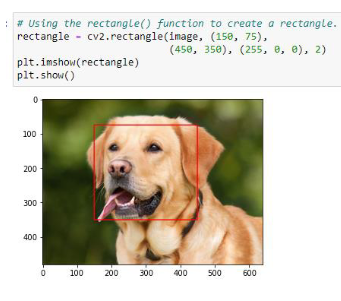 : # Using the rectangle() function to create a rectangle.
rectangle = cv2.rectangle(image, (150, 75),
(450, 350), (255, 0, 0), 2)
plt.imshow(rectangle)
plt.show()
0
100
200
300
400
0 100 200 300 400 500 600